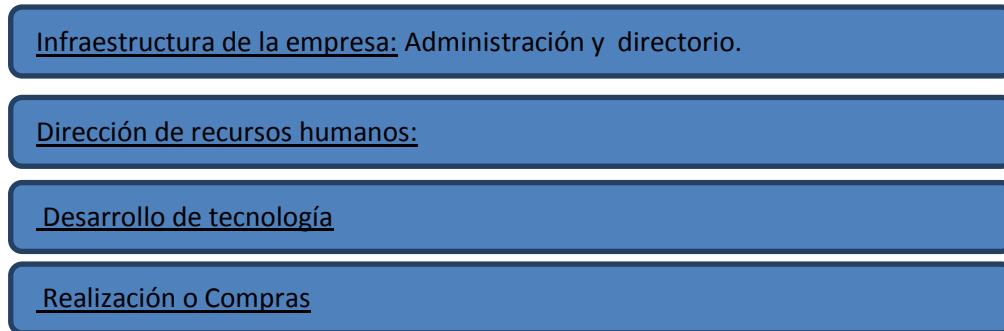 Infraestructura de la empresa: Administración y directorio.
Dirección de recursos humanos:
Desarrollo de tecnología
Realización o Compras